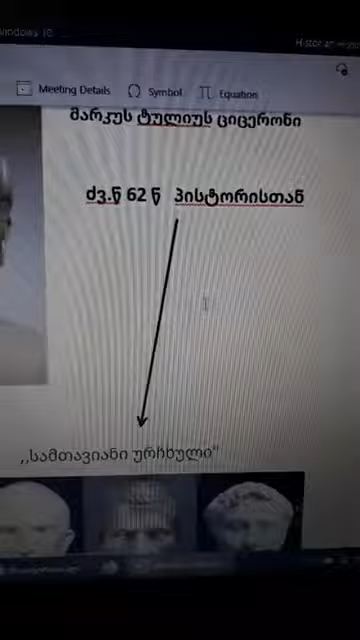 Meeting Details Symbol Equation
მარკუს ტულიუს ციცერონი
ძვ.წ 62 წ პისტორისთან
,,სამთავიანი ურჩხული"